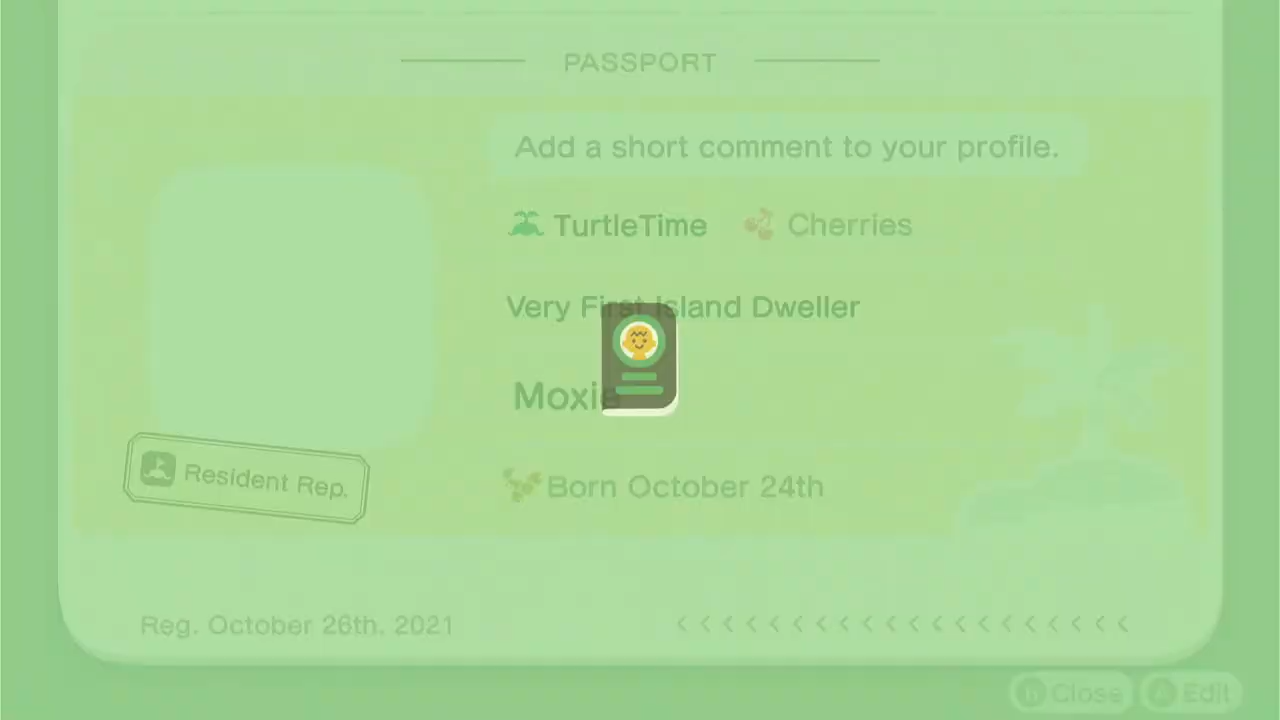 PASSPORT
Add a short comment to your profile.
TurtleTime Cherries
Very First Island Dweller
Moxie
Born October 24th
Resident Rep.
Reg. October 26th, 2021
<<<<<<<<<<<<<<<<<<<<
Close A Edit